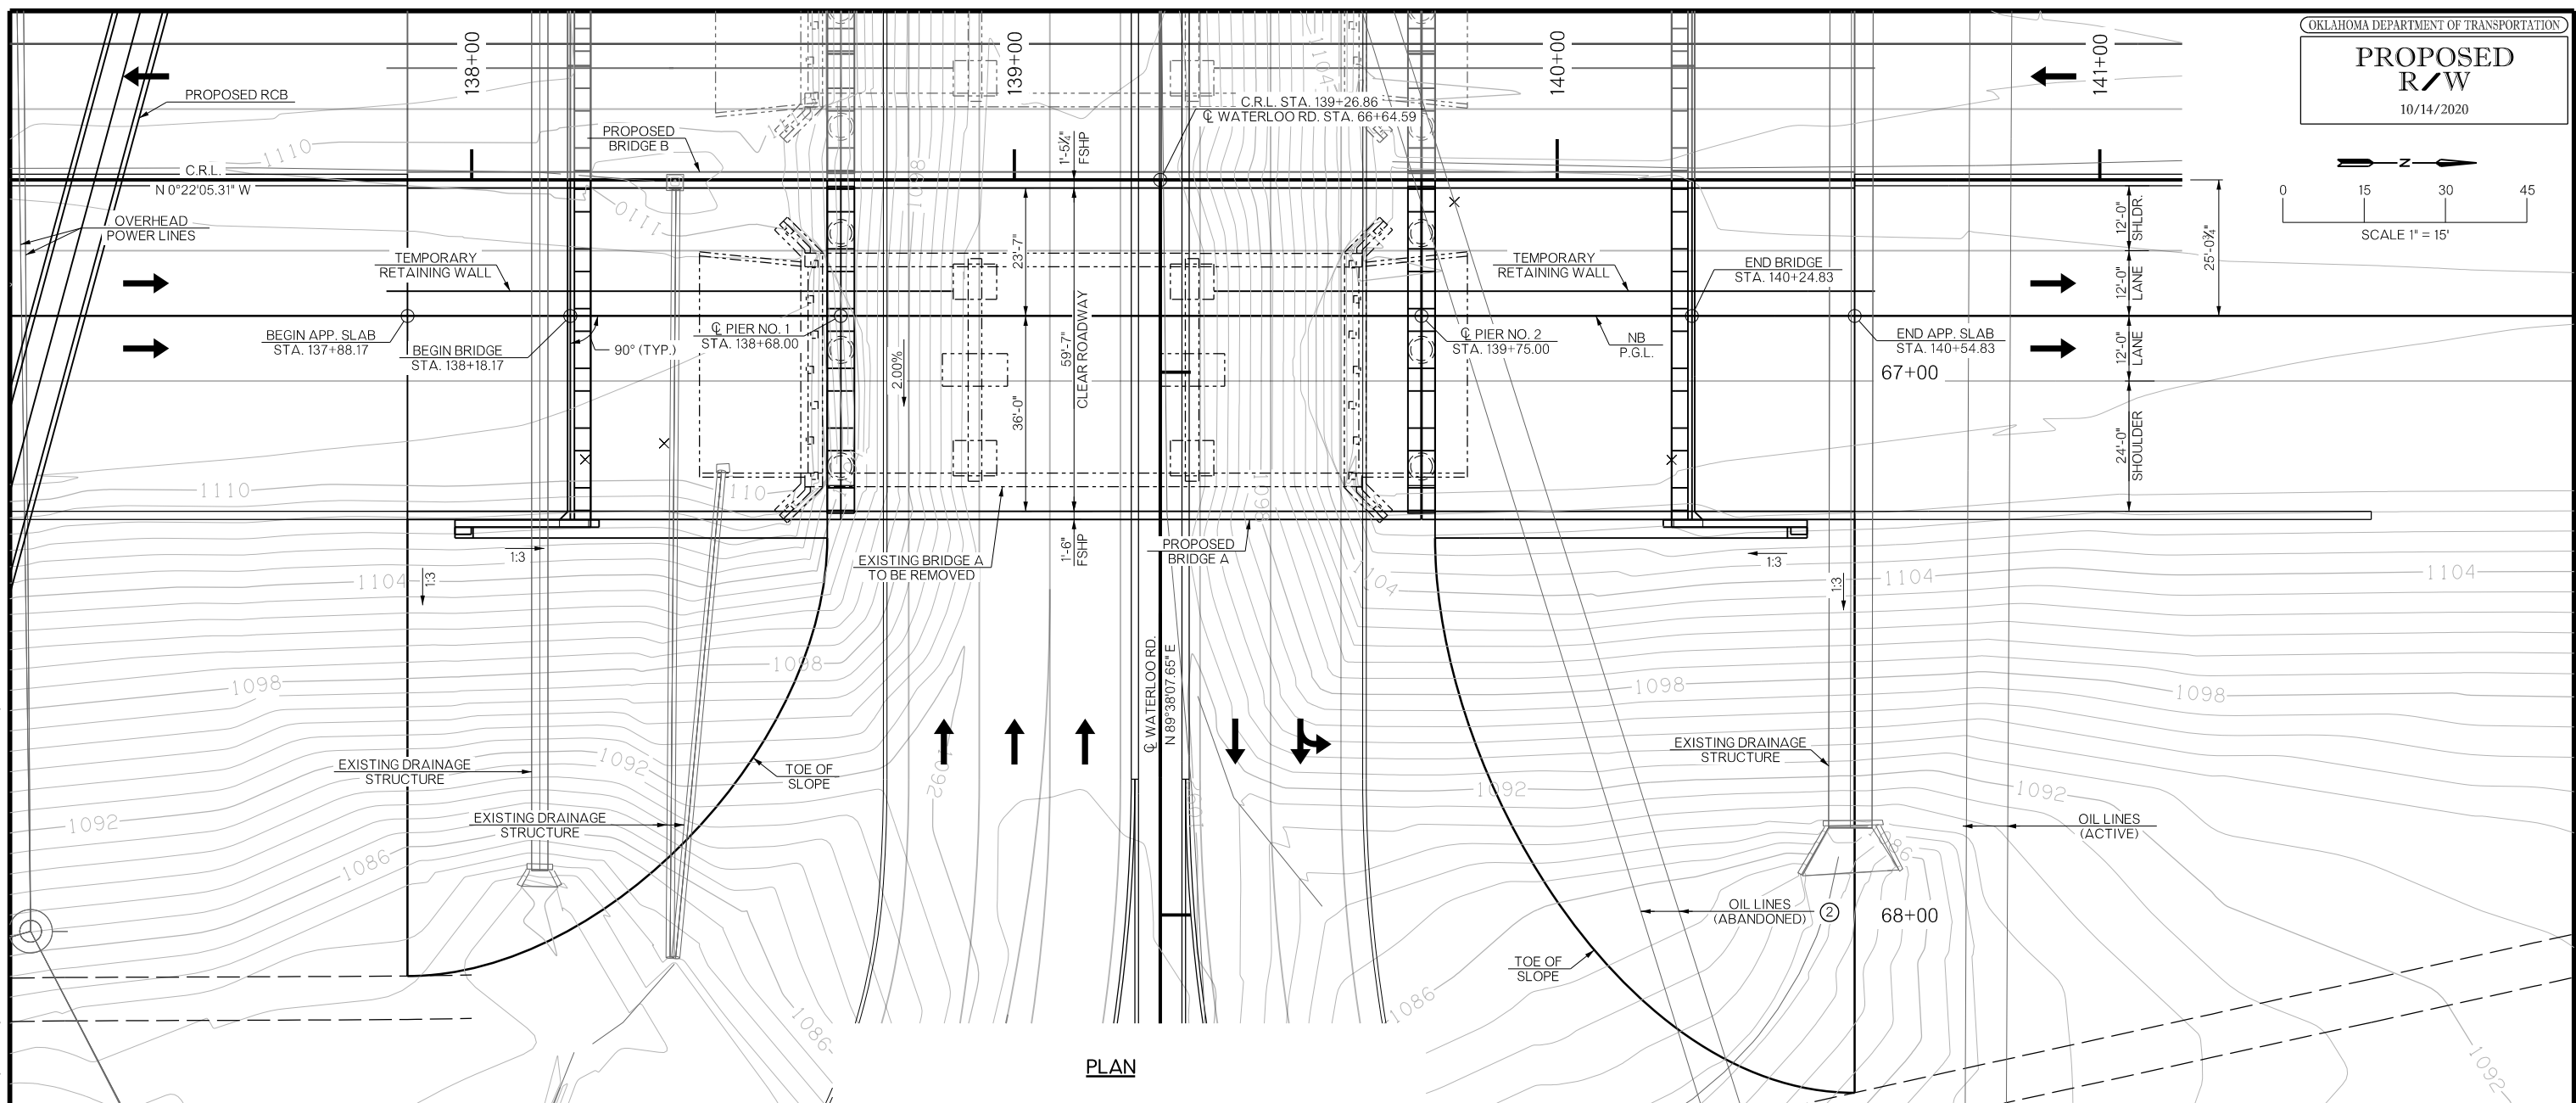 OKLAHOMA DEPARTMENT OF TRANSPORTATION
PROPOSED
R/W
10/14/2020
N
0 15 30 45
SCALE 1" = 15'
138+00
139+00
140+00
141+00
PROPOSED RCB
PROPOSED
BRIDGE B
C.R.L. STA. 139+26.86
℄ WATERLOO RD. STA. 66+64.59
1'-5¼"
FSHP
1104
1110
C.R.L.
N 0°22'05.31" W
1110
1098
OVERHEAD
POWER LINES
TEMPORARY
RETAINING WALL
23'-7"
TEMPORARY
RETAINING WALL
END BRIDGE
STA. 140+24.83
12'-0"
SHLDR.
25'-0¾"
12'-0"
LANE
BEGIN APP. SLAB
STA. 137+88.17
BEGIN BRIDGE
STA. 138+18.17
90° (TYP.)
℄ PIER NO. 1
STA. 138+68.00
2.00%
36'-0"
59'-7"
CLEAR ROADWAY
℄ PIER NO. 2
STA. 139+75.00
NB
P.G.L.
END APP. SLAB
STA. 140+54.83
67+00
12'-0"
LANE
24'-0"
SHOULDER
1110
1110
1:3
1:3
1104
EXISTING BRIDGE A
TO BE REMOVED
1'-6"
FSHP
PROPOSED
BRIDGE A
1104
1:3
1:3
1104
1104
1098
1098
℄ WATERLOO RD.
N 89°38'07.65" E
1098
1098
EXISTING DRAINAGE
STRUCTURE
1092
TOE OF
SLOPE
1092
1092
EXISTING DRAINAGE
STRUCTURE
1092
1092
EXISTING DRAINAGE
STRUCTURE
1086
1086
OIL LINES
(ACTIVE)
OIL LINES
(ABANDONED)
2
68+00
TOE OF
SLOPE
1086
1086
1092
PLAN